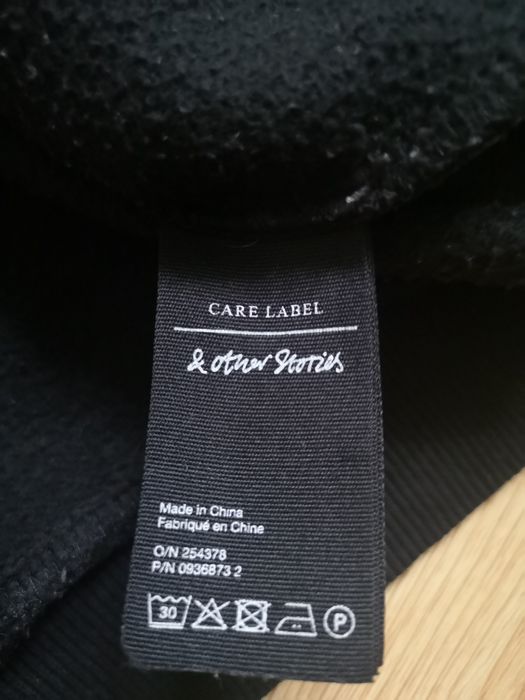 CARE LABEL
& other Stories
Made in China
Fabriqué en Chine
O/N 254378
P/N 0936873 2
30 P